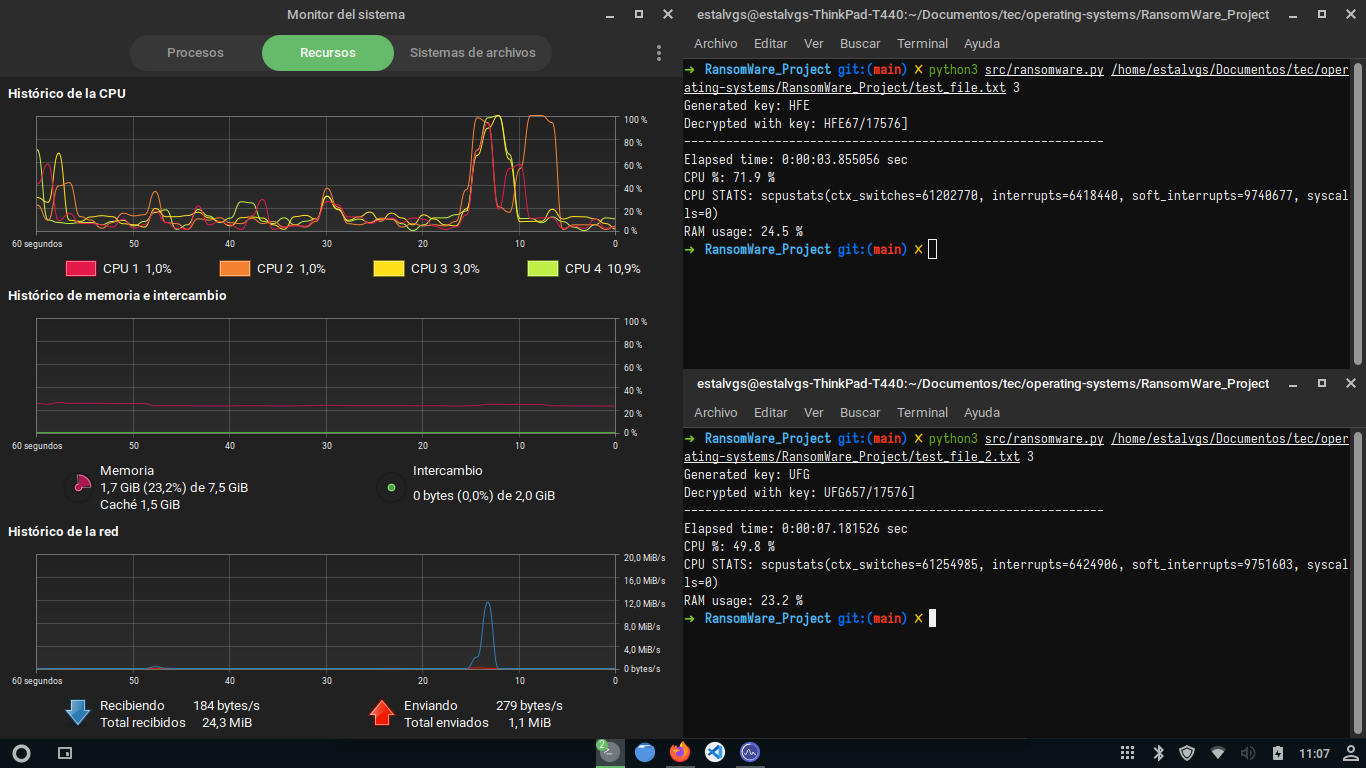 Monitor del sistema
Procesos
Recursos
Sistemas de archivos
Histórico de la CPU
100 %
80 %
60 %
40 %
20 %
0 %
60 segundos 50 40 30 20 10 0
CPU 1 1,0%
CPU 2 1,0%
CPU 3 3,0%
CPU 4 10,9%
Histórico de memoria e intercambio
100 %
80 %
60 %
40 %
20 %
0 %
60 segundos 50 40 30 20 10 0
Memoria
1,7 GiB (23,2%) de 7,5 GiB
Caché 1,5 GiB
Intercambio
0 bytes (0,0%) de 2,0 GiB
Histórico de la red
20,0 MiB/s
16,0 MiB/s
12,0 MiB/s
8,0 MiB/s
4,0 MiB/s
0 bytes/s
60 segundos 50 40 30 20 10 0
Recibiendo 184 bytes/s
Total recibidos 24,3 MiB
Enviando 279 bytes/s
Total enviados 1,1 MiB
estalvgs@estalvgs-ThinkPad-T440:~/Documentos/tec/operating-systems/RansomWare_Project
Archivo Editar Ver Buscar Terminal Ayuda
➜ RansomWare_Project git:(main) ✗ python3 src/ransomware.py /home/estalvgs/Documentos/tec/oper
ating-systems/RansomWare_Project/test_file.txt 3
Generated key: HFE
Decrypted with key: HFE67/17576]
------------------------------------------------------------
Elapsed time: 0:00:03.855056 sec
CPU %: 71.9 %
CPU STATS: scpustats(ctx_switches=61202770, interrupts=6418440, soft_interrupts=9740677, syscal
ls=0)
RAM usage: 24.5 %
➜ RansomWare_Project git:(main) ✗
estalvgs@estalvgs-ThinkPad-T440:~/Documentos/tec/operating-systems/RansomWare_Project
Archivo Editar Ver Buscar Terminal Ayuda
➜ RansomWare_Project git:(main) ✗ python3 src/ransomware.py /home/estalvgs/Documentos/tec/oper
ating-systems/RansomWare_Project/test_file_2.txt 3
Generated key: UFG
Decrypted with key: UFG657/17576]
------------------------------------------------------------
Elapsed time: 0:00:07.181526 sec
CPU %: 49.8 %
CPU STATS: scpustats(ctx_switches=61254985, interrupts=6424906, soft_interrupts=9751603, syscal
ls=0)
RAM usage: 23.2 %
➜ RansomWare_Project git:(main) ✗
2
11:07